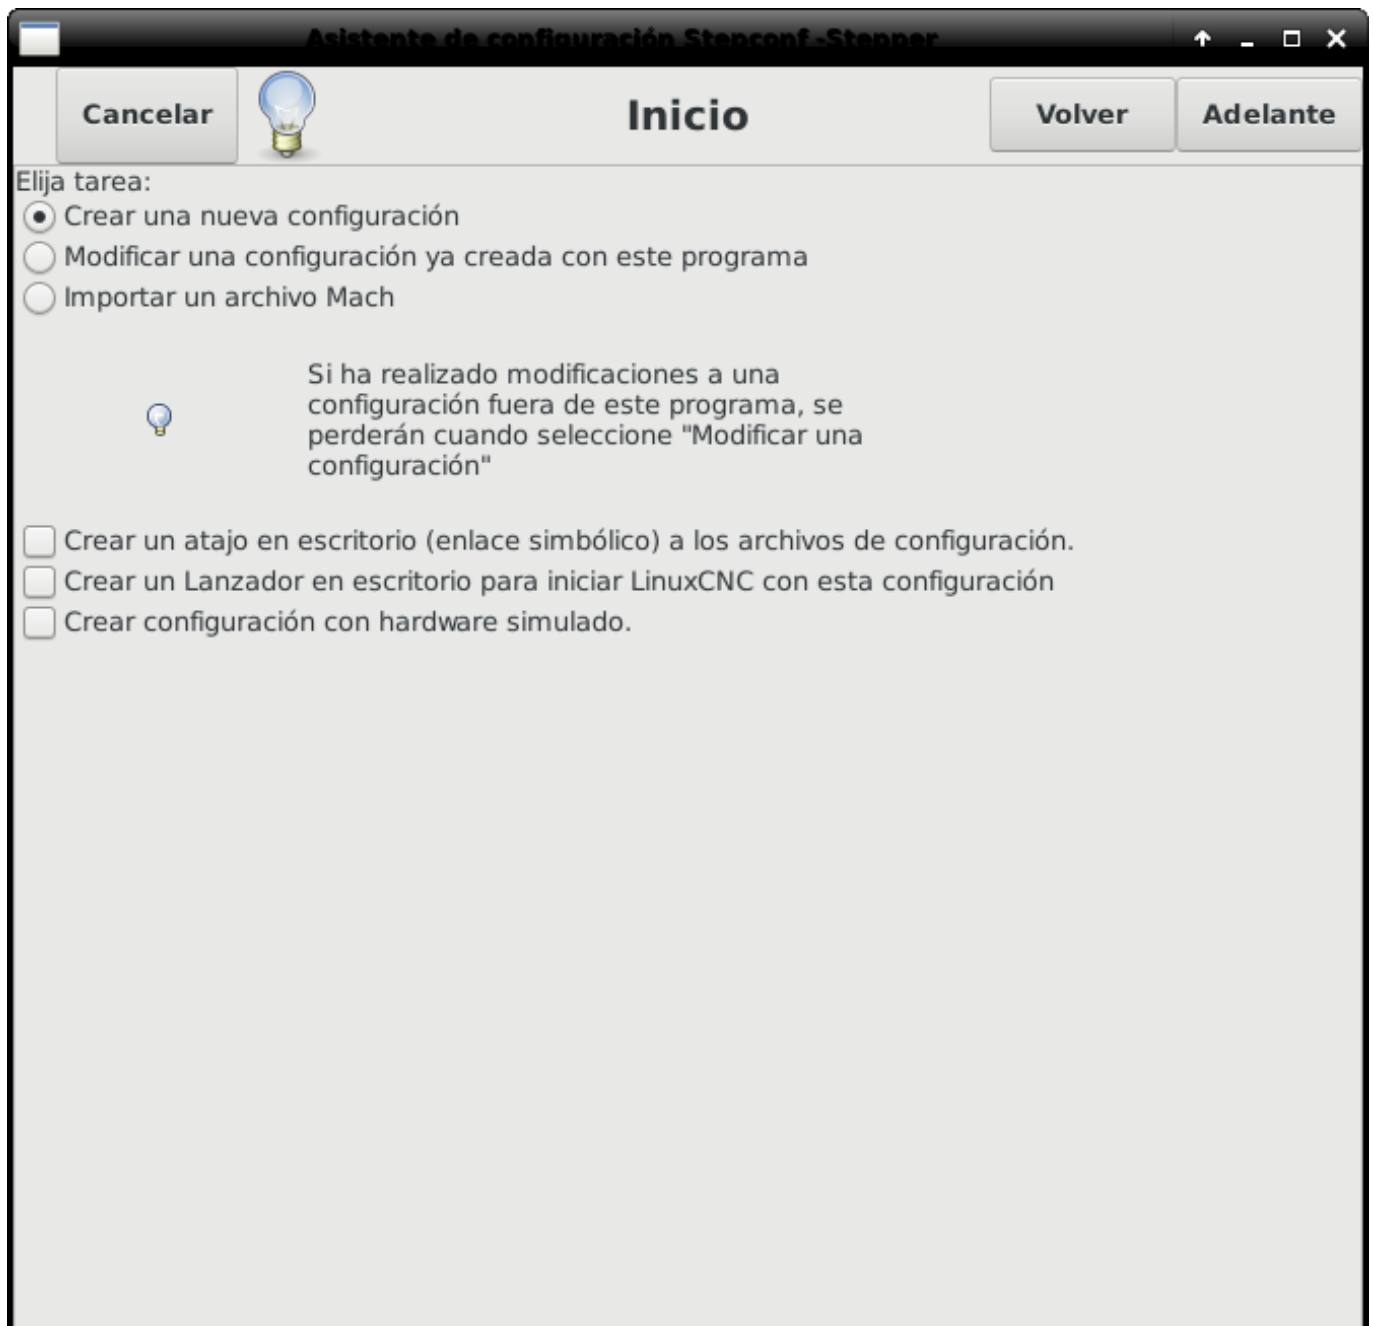 Asistente de configuración Stepconf -Stepper
Cancelar
Inicio
Volver
Adelante
Elija tarea:
Crear una nueva configuración
Modificar una configuración ya creada con este programa
Importar un archivo Mach
Si ha realizado modificaciones a una
configuración fuera de este programa, se
perderán cuando seleccione "Modificar una
configuración"
Crear un atajo en escritorio (enlace simbólico) a los archivos de configuración.
Crear un Lanzador en escritorio para iniciar LinuxCNC con esta configuración
Crear configuración con hardware simulado.